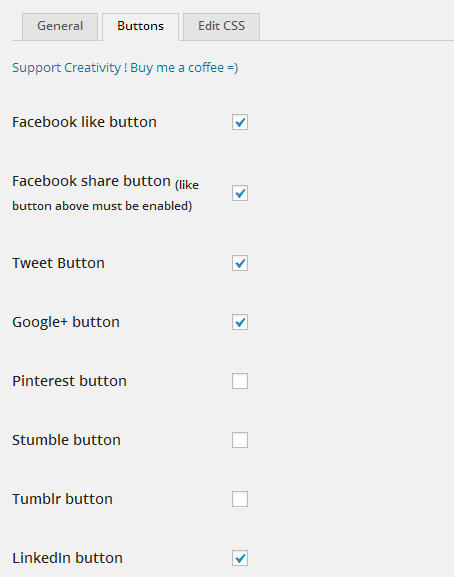 General Buttons Edit CSS
Support Creativity ! Buy me a coffee =)
Facebook like button
Facebook share button (like
button above must be enabled)
Tweet Button
Google+ button
Pinterest button
Stumble button
Tumblr button
LinkedIn button